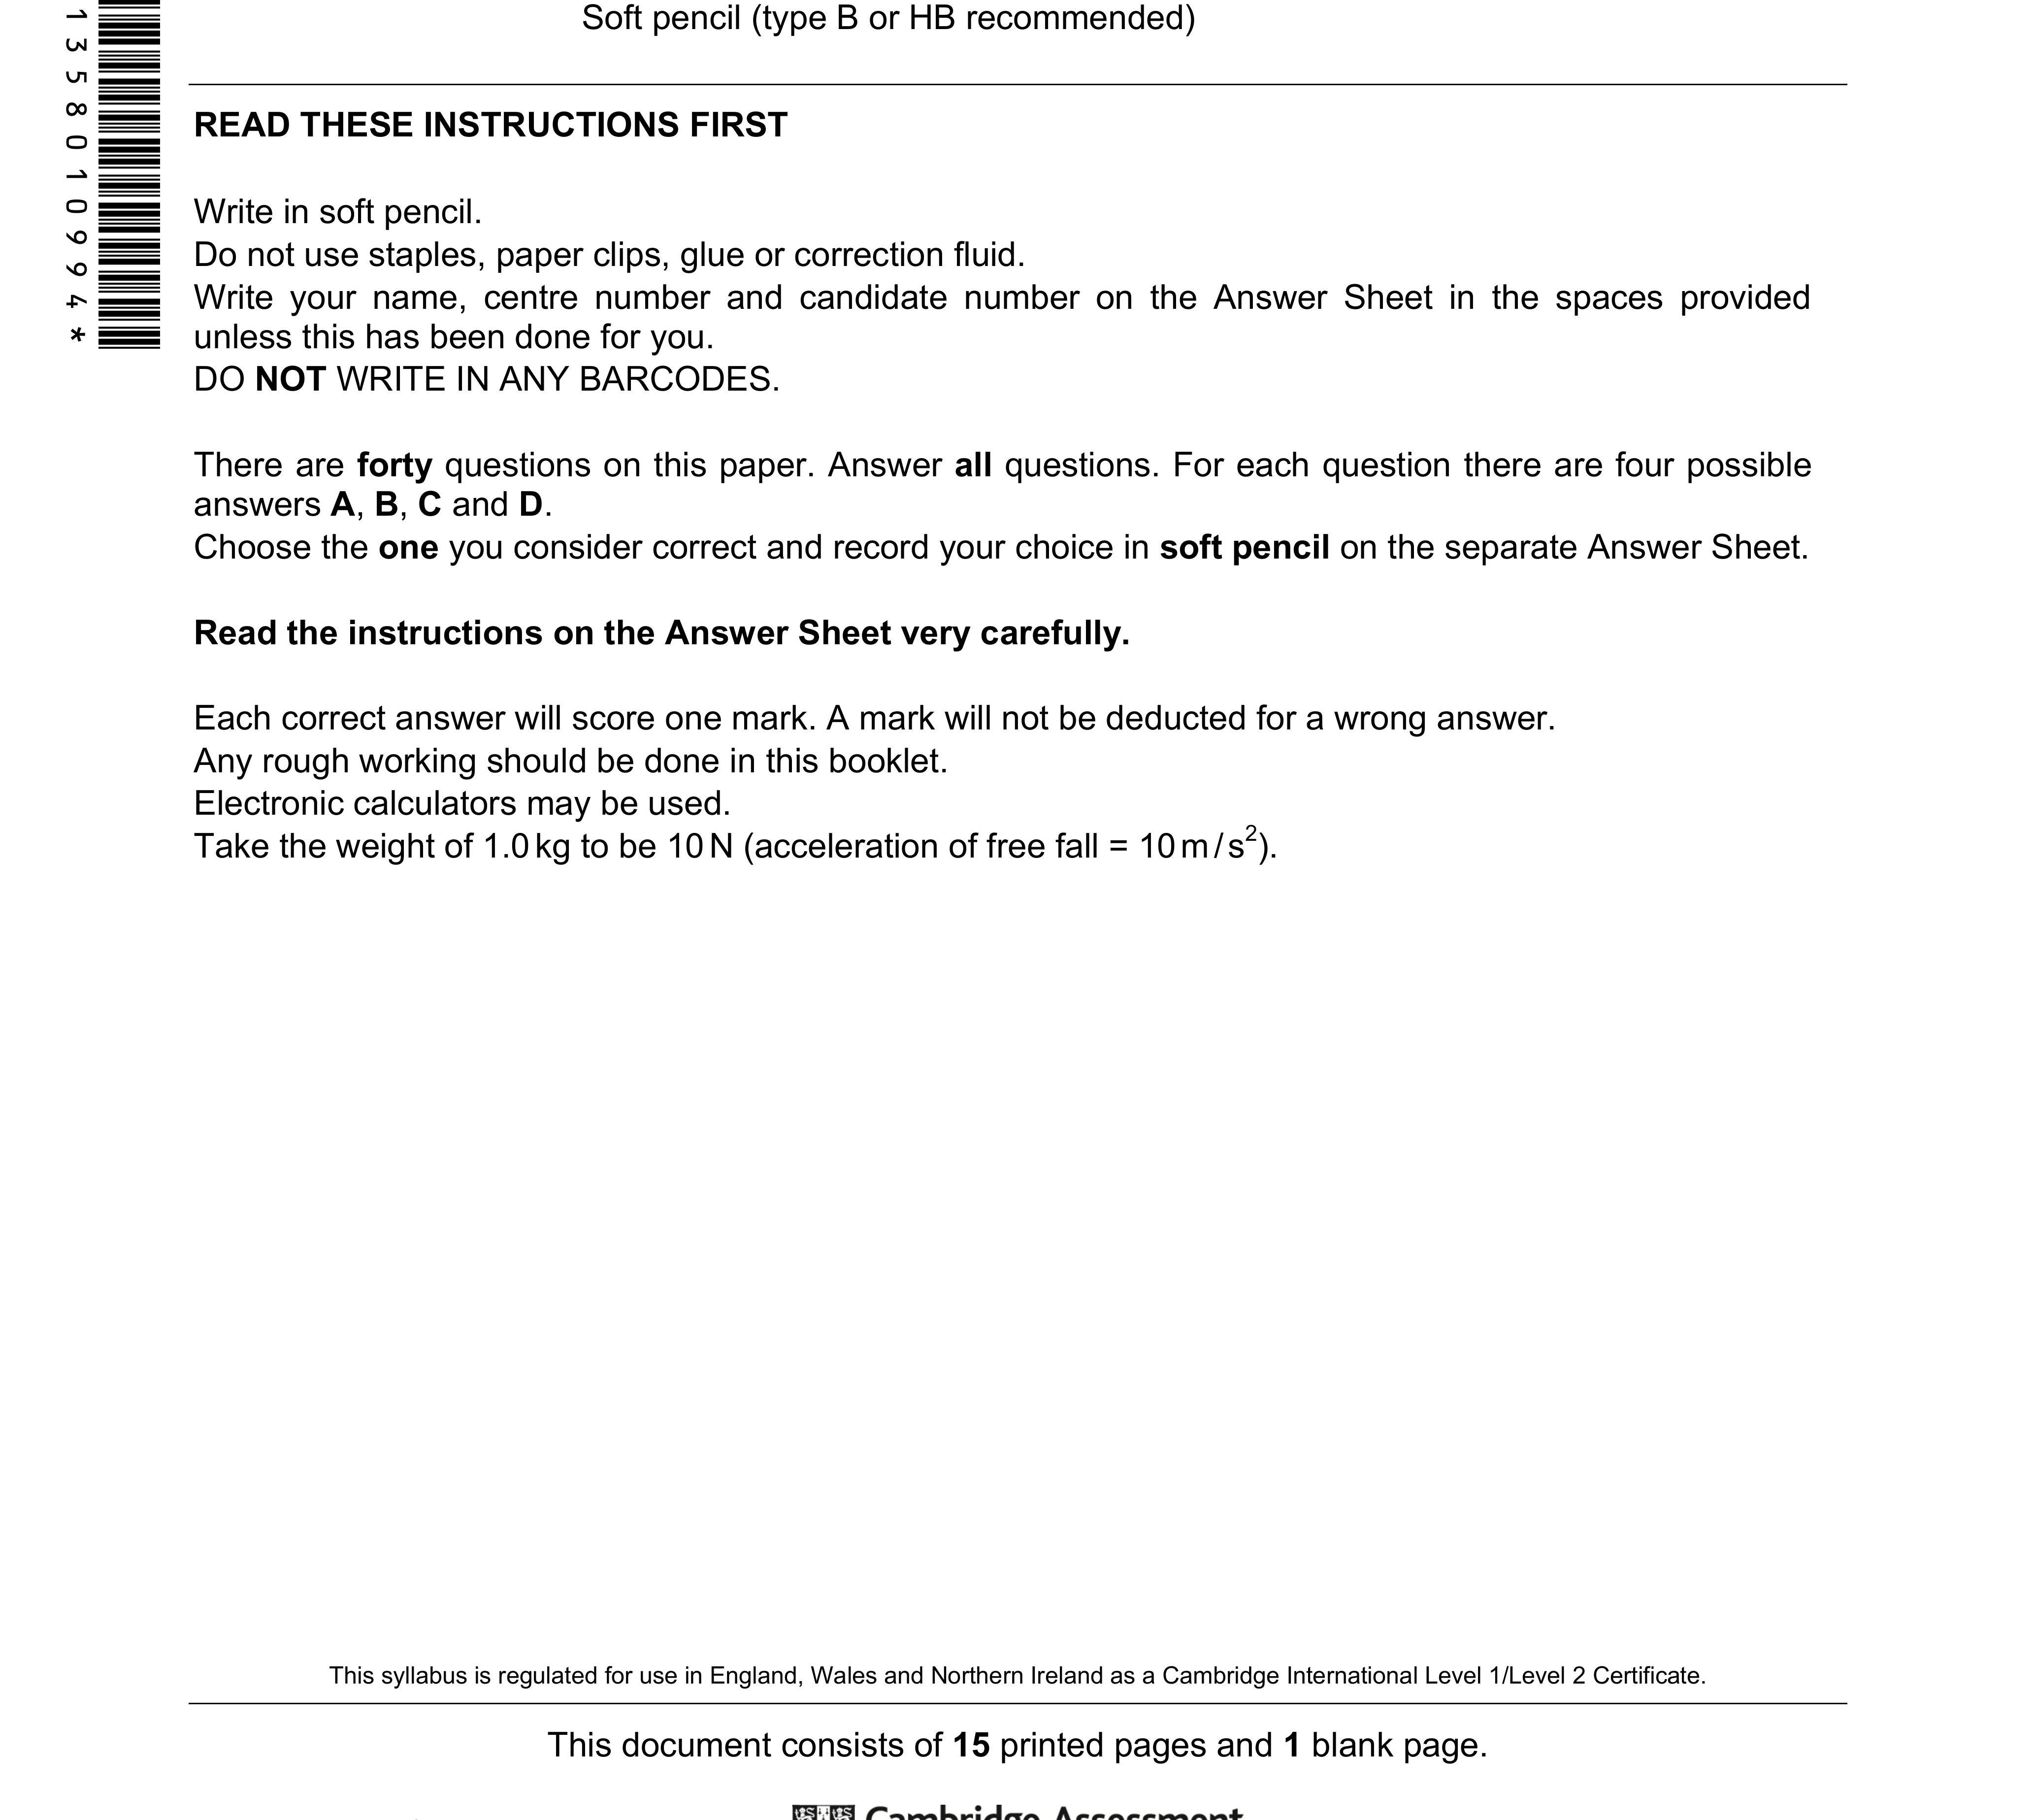 Soft pencil (type B or HB recommended)
1 3 5 8 0 1 0 9 9 4 *
READ THESE INSTRUCTIONS FIRST
Write in soft pencil.
Do not use staples, paper clips, glue or correction fluid.
Write your name, centre number and candidate number on the Answer Sheet in the spaces provided
unless this has been done for you.
DO NOT WRITE IN ANY BARCODES.
There are forty questions on this paper. Answer all questions. For each question there are four possible
answers A, B, C and D.
Choose the one you consider correct and record your choice in soft pencil on the separate Answer Sheet.
Read the instructions on the Answer Sheet very carefully.
Each correct answer will score one mark. A mark will not be deducted for a wrong answer.
Any rough working should be done in this booklet.
Electronic calculators may be used.
Take the weight of 1.0 kg to be 10 N (acceleration of free fall = 10 m / s²).
This syllabus is regulated for use in England, Wales and Northern Ireland as a Cambridge International Level 1/Level 2 Certificate.
This document consists of 15 printed pages and 1 blank page.
Cambridge Assessment